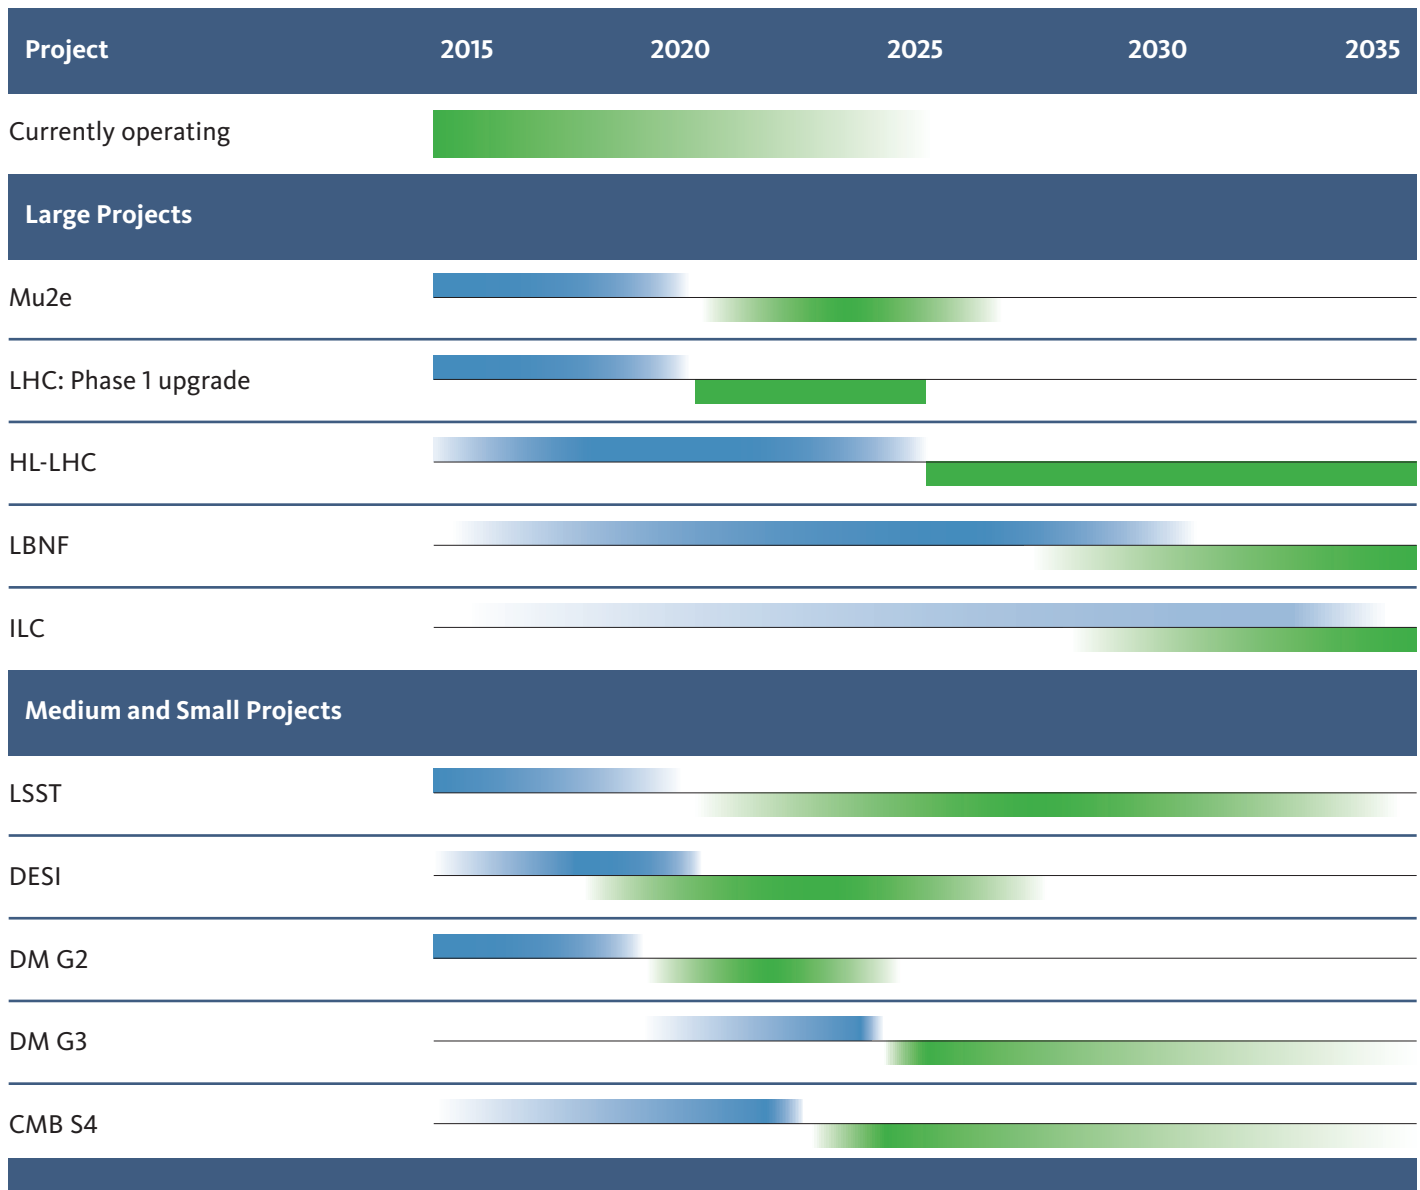 Project 2015 2020 2025 2030 2035
Currently operating
Large Projects
Mu2e
LHC: Phase 1 upgrade
HL-LHC
LBNF
ILC
Medium and Small Projects
LSST
DESI
DM G2
DM G3
CMB S4